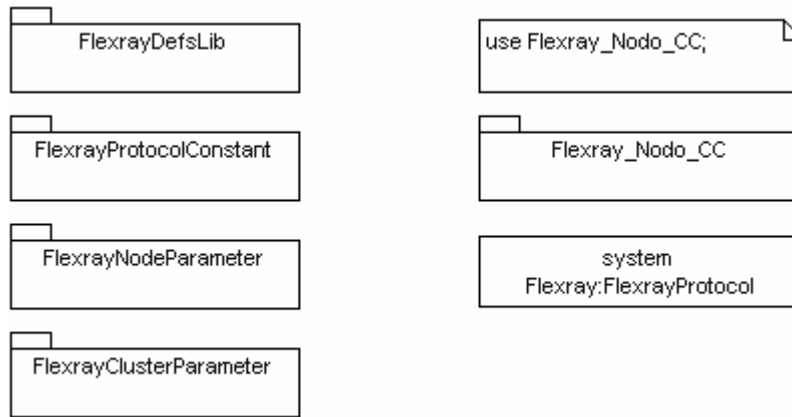 FlexrayDefsLib
use Flexray_Nodo_CC;
FlexrayProtocolConstant
Flexray_Nodo_CC
FlexrayNodeParameter
system
Flexray:FlexrayProtocol
FlexrayClusterParameter